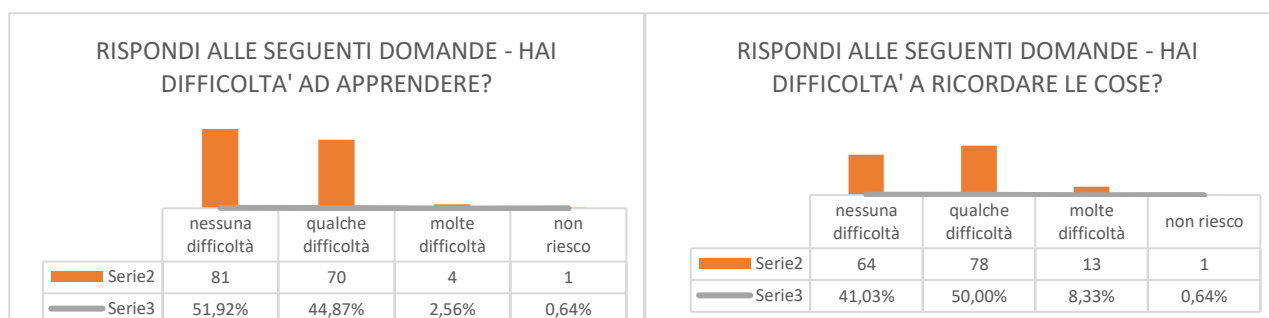 RISPONDI ALLE SEGUENTI DOMANDE - HAI
DIFFICOLTA' AD APPRENDERE?
nessuna difficoltà qualche difficoltà molte difficoltà non riesco
Serie2 81 70 4 1
Serie3 51,92% 44,87% 2,56% 0,64%
RISPONDI ALLE SEGUENTI DOMANDE - HAI
DIFFICOLTA' A RICORDARE LE COSE?
nessuna difficoltà qualche difficoltà molte difficoltà non riesco
Serie2 64 78 13 1
Serie3 41,03% 50,00% 8,33% 0,64%